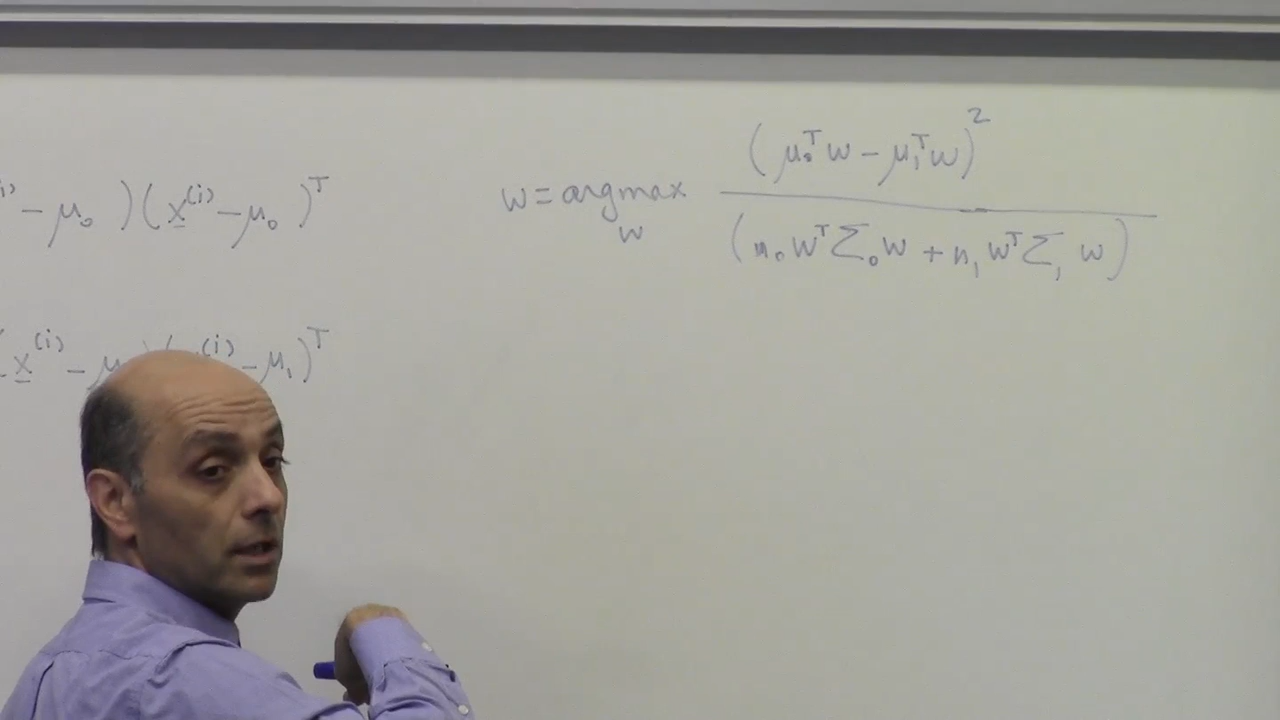 (μ₀ᵀw − μ₁ᵀw)²
w = argmax
w
(n₀ wᵀ Σ₀ w + n₁ wᵀ Σ₁ w)
− μ₀)(x⁽ⁱ⁾ − μ₀)ᵀ
(x⁽ⁱ⁾ − μ ⁽ⁱ⁾ − μ₁)ᵀ